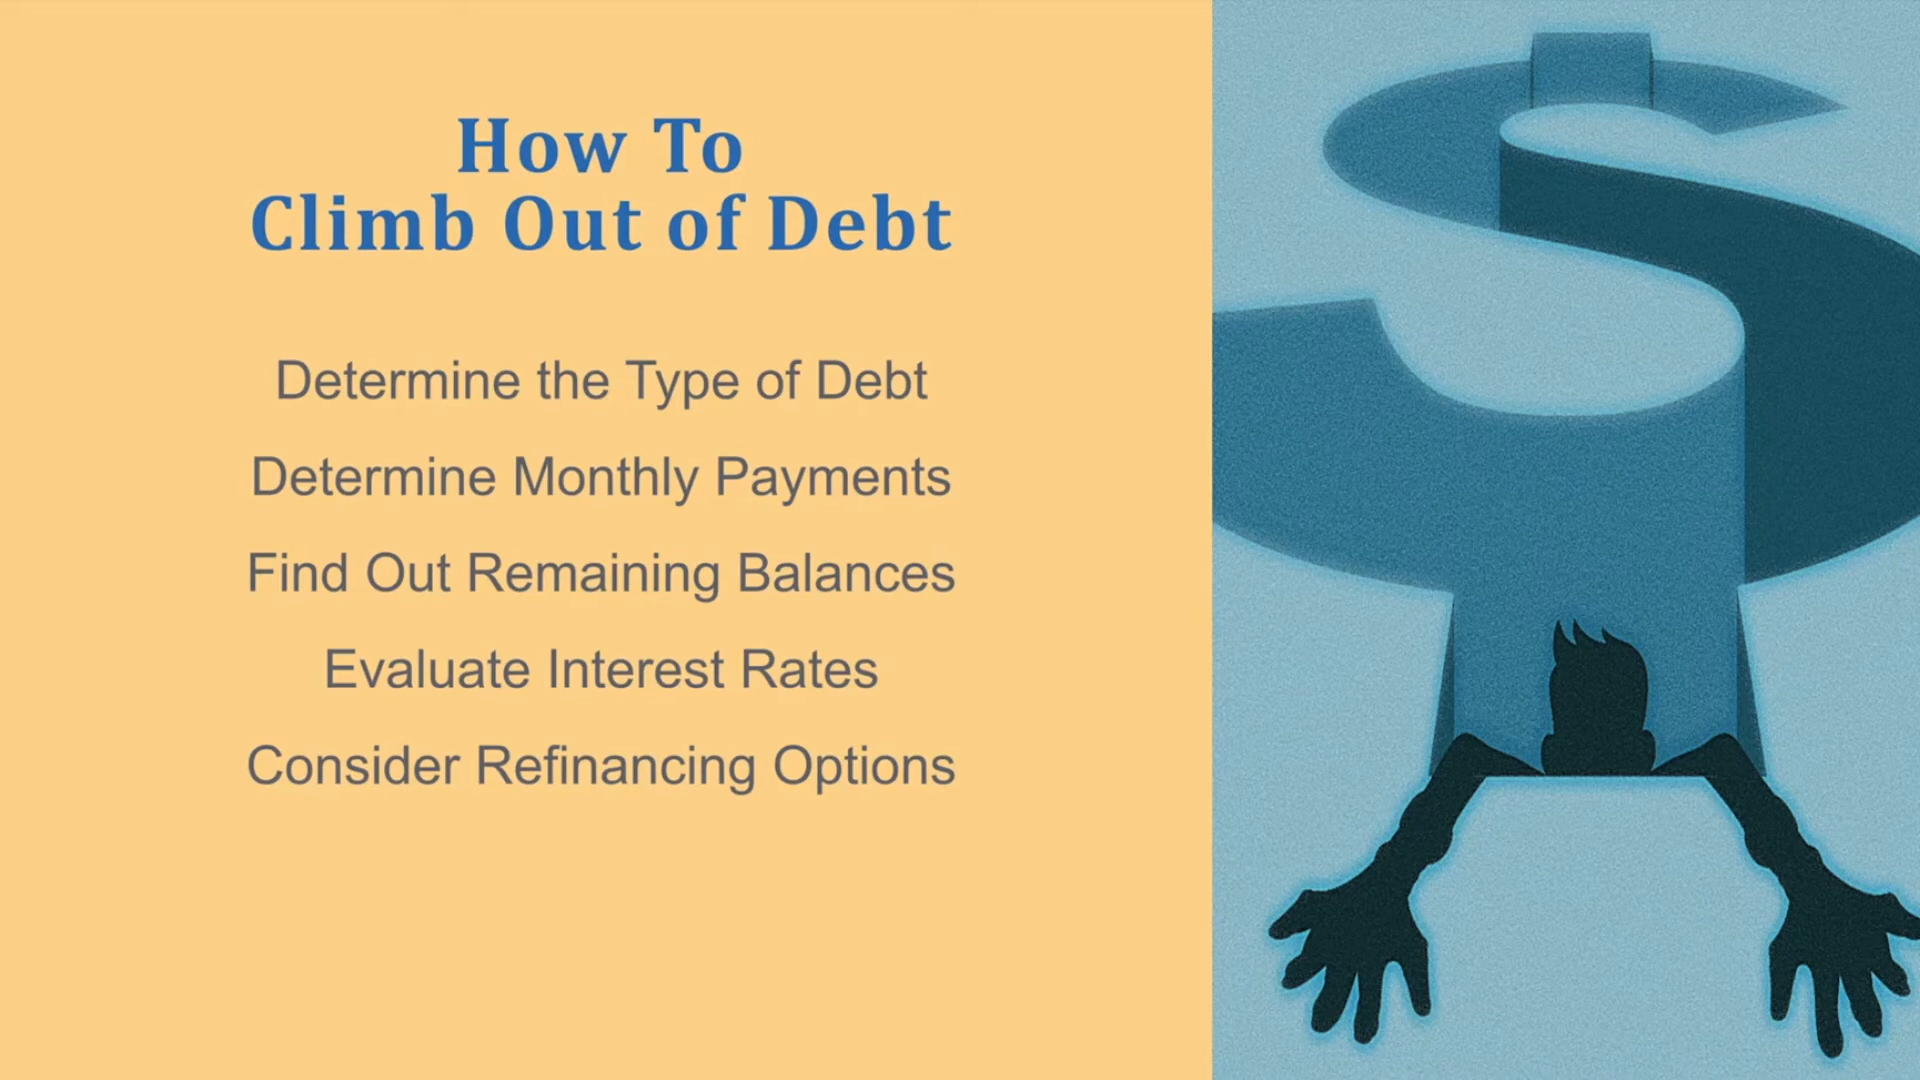 How To
Climb Out of Debt
Determine the Type of Debt
Determine Monthly Payments
Find Out Remaining Balances
Evaluate Interest Rates
Consider Refinancing Options